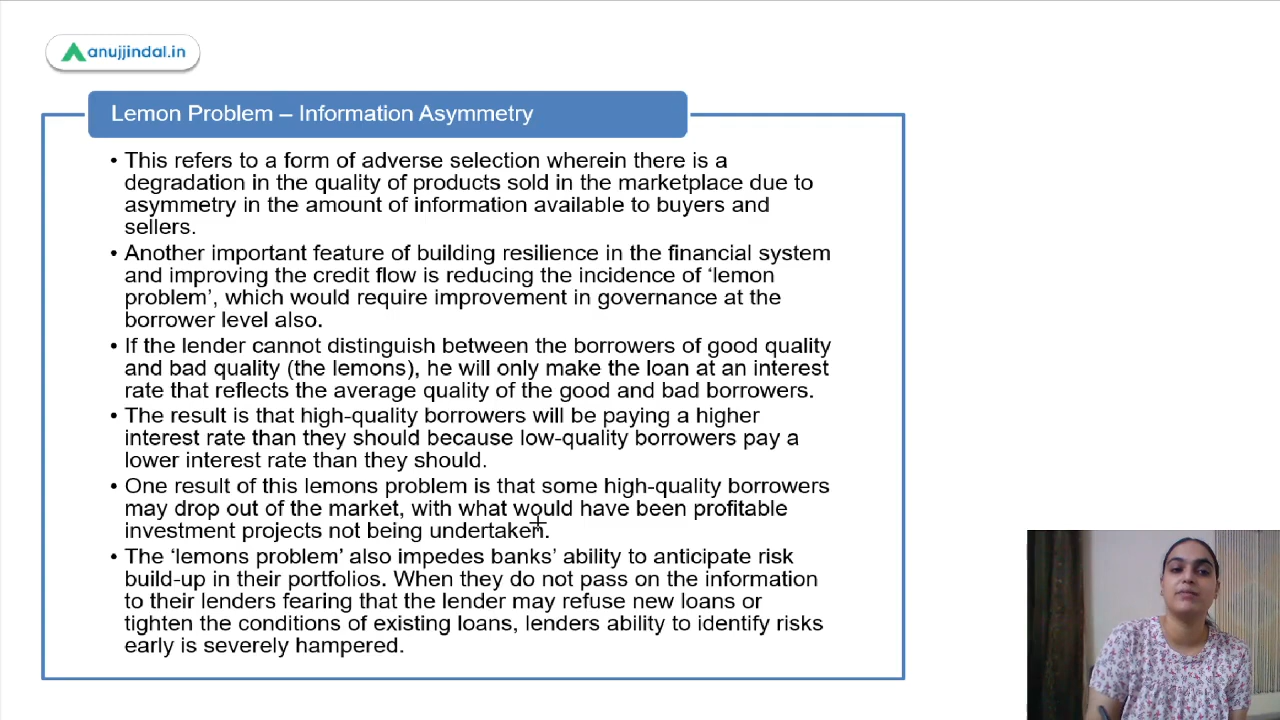 anujjindal.in
Lemon Problem – Information Asymmetry
• This refers to a form of adverse selection wherein there is a
degradation in the quality of products sold in the marketplace due to
asymmetry in the amount of information available to buyers and
sellers.
• Another important feature of building resilience in the financial system
and improving the credit flow is reducing the incidence of ‘lemon
problem’, which would require improvement in governance at the
borrower level also.
• If the lender cannot distinguish between the borrowers of good quality
and bad quality (the lemons), he will only make the loan at an interest
rate that reflects the average quality of the good and bad borrowers.
• The result is that high-quality borrowers will be paying a higher
interest rate than they should because low-quality borrowers pay a
lower interest rate than they should.
• One result of this lemons problem is that some high-quality borrowers
may drop out of the market, with what would have been profitable
investment projects not being undertaken.
• The ‘lemons problem’ also impedes banks’ ability to anticipate risk
build-up in their portfolios. When they do not pass on the information
to their lenders fearing that the lender may refuse new loans or
tighten the conditions of existing loans, lenders ability to identify risks
early is severely hampered.